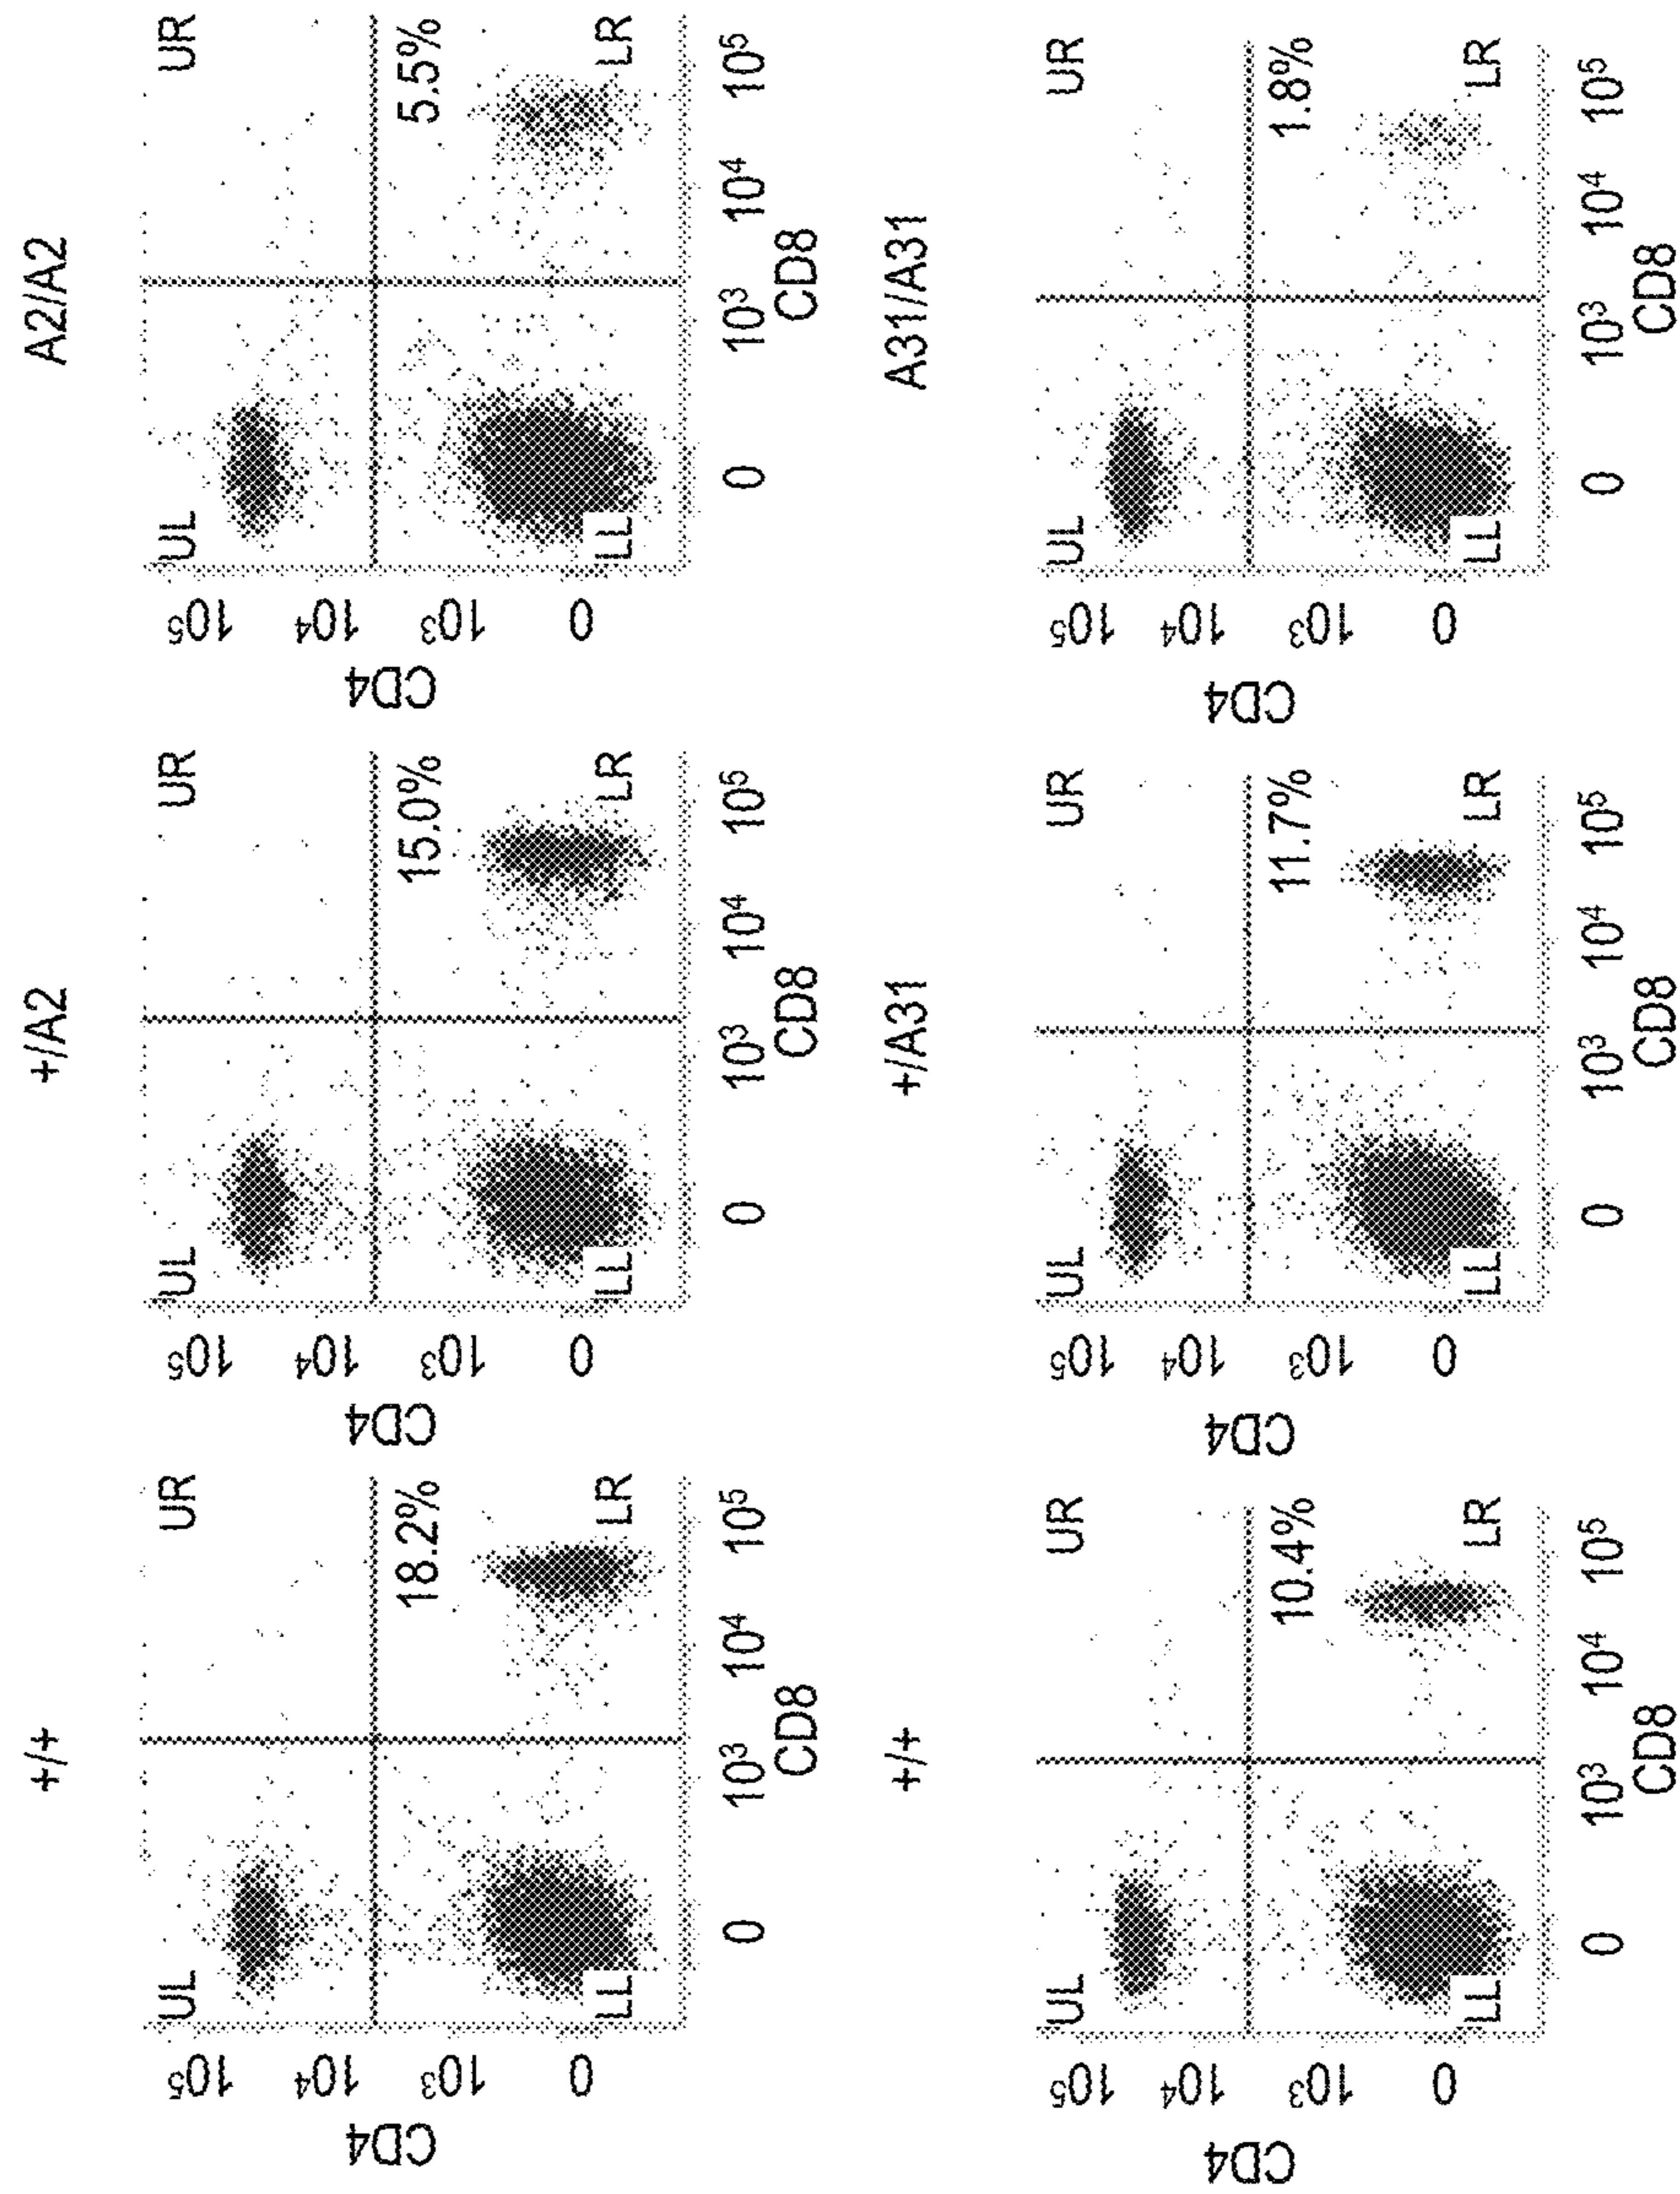 +/+
UL UR
10⁵
10⁴
CD4
18.2%
10³
0
LL LR
0 10³ 10⁴ 10⁵
CD8
+/A2
UL UR
10⁵
10⁴
CD4
15.0%
10³
0
LL LR
0 10³ 10⁴ 10⁵
CD8
A2/A2
UL UR
10⁵
10⁴
CD4
5.5%
10³
0
LL LR
0 10³ 10⁴ 10⁵
CD8
+/+
UL UR
10⁵
10⁴
CD4
10.4%
10³
0
LL LR
0 10³ 10⁴ 10⁵
CD8
+/A31
UL UR
10⁵
10⁴
CD4
11.7%
10³
0
LL LR
0 10³ 10⁴ 10⁵
CD8
A31/A31
UL UR
10⁵
10⁴
CD4
1.8%
10³
0
LL LR
0 10³ 10⁴ 10⁵
CD8